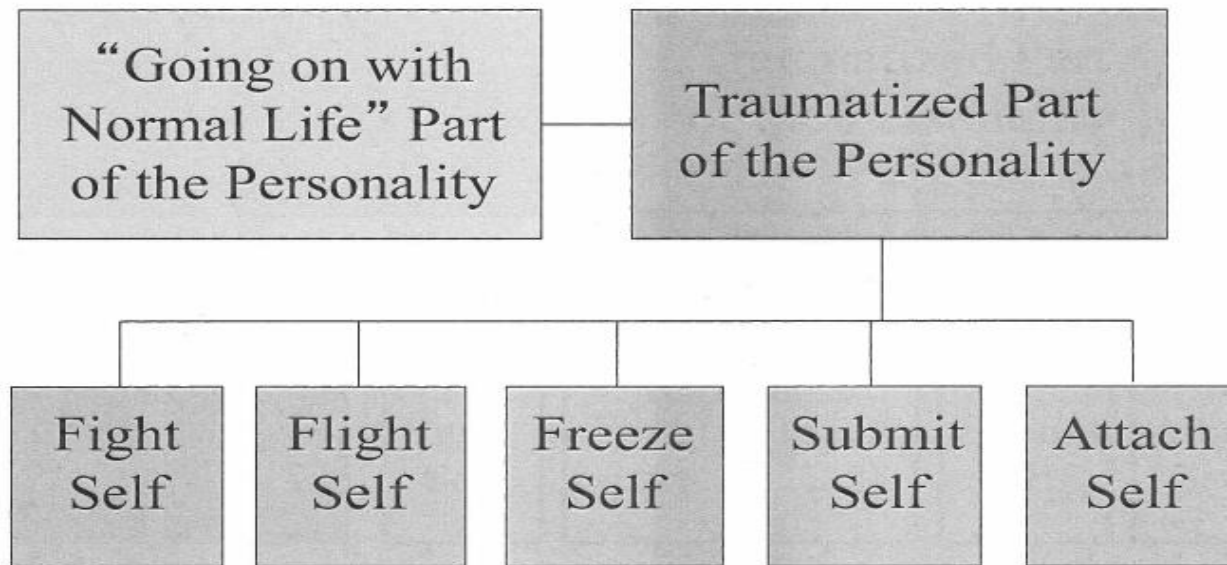 “Going on with
Normal Life” Part
of the Personality
Traumatized Part
of the Personality
Fight
Self
Flight
Self
Freeze
Self
Submit
Self
Attach
Self